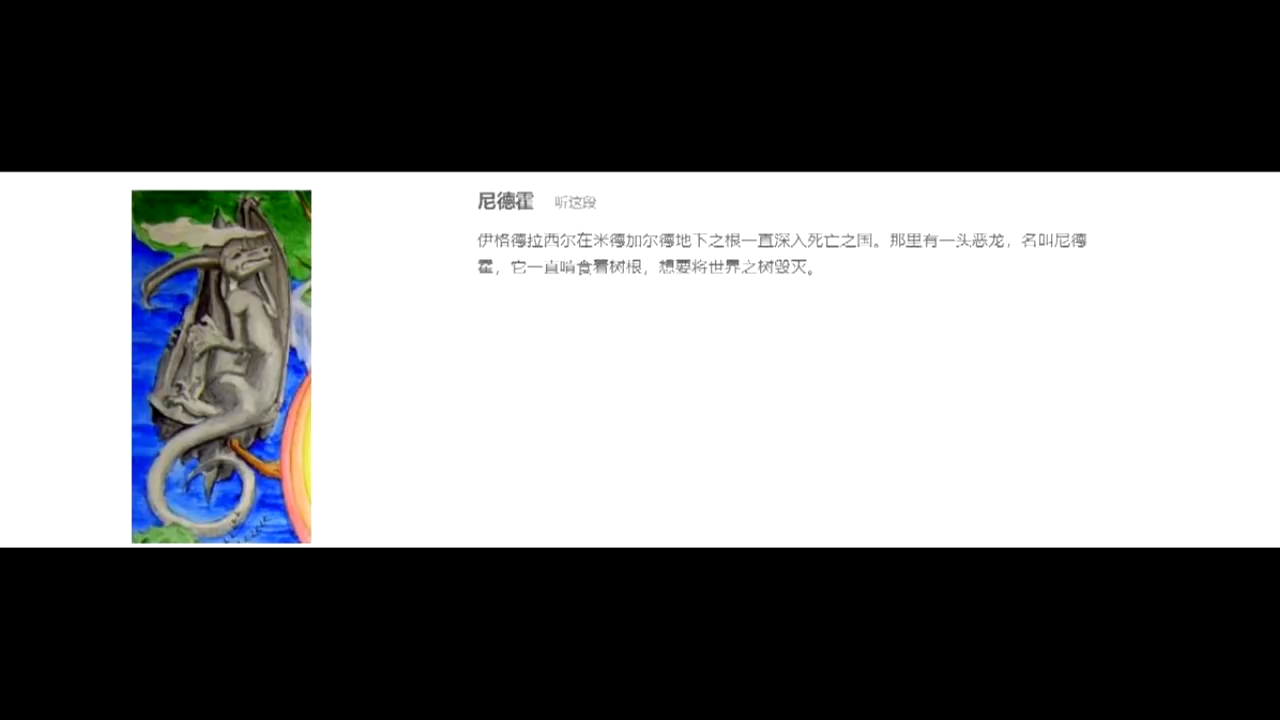 尼德霍 听这段
伊格德拉西尔在米德加尔德地下之根一直深入死亡之国。那里有一头恶龙，名叫尼德
霍，它一直啃食着树根，想要将世界之树毁灭。